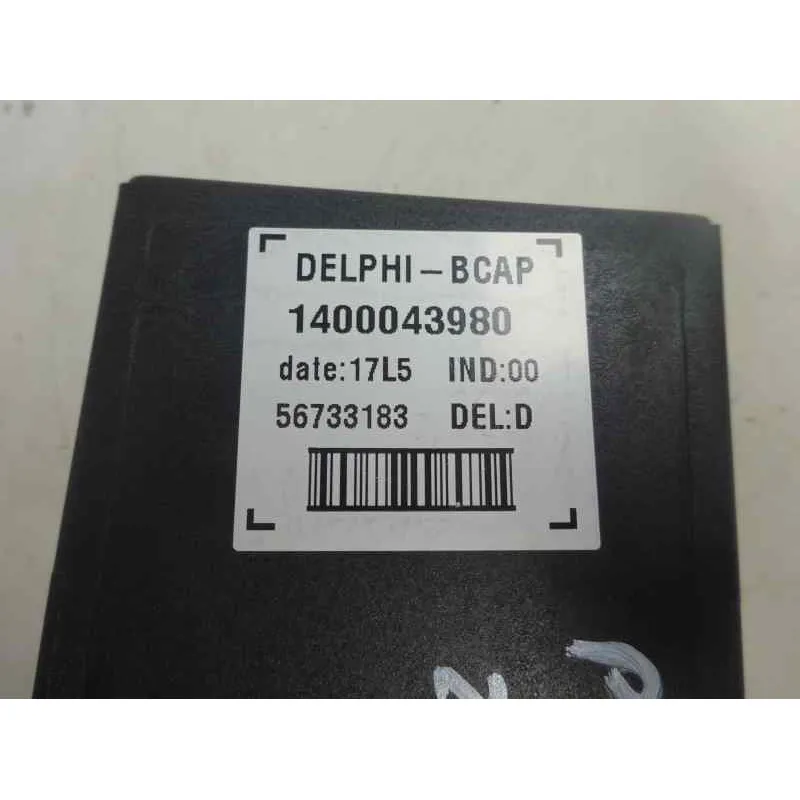 DELPHI-BCAP
1400043980
date:17L5 IND:00
56733183 DEL:D